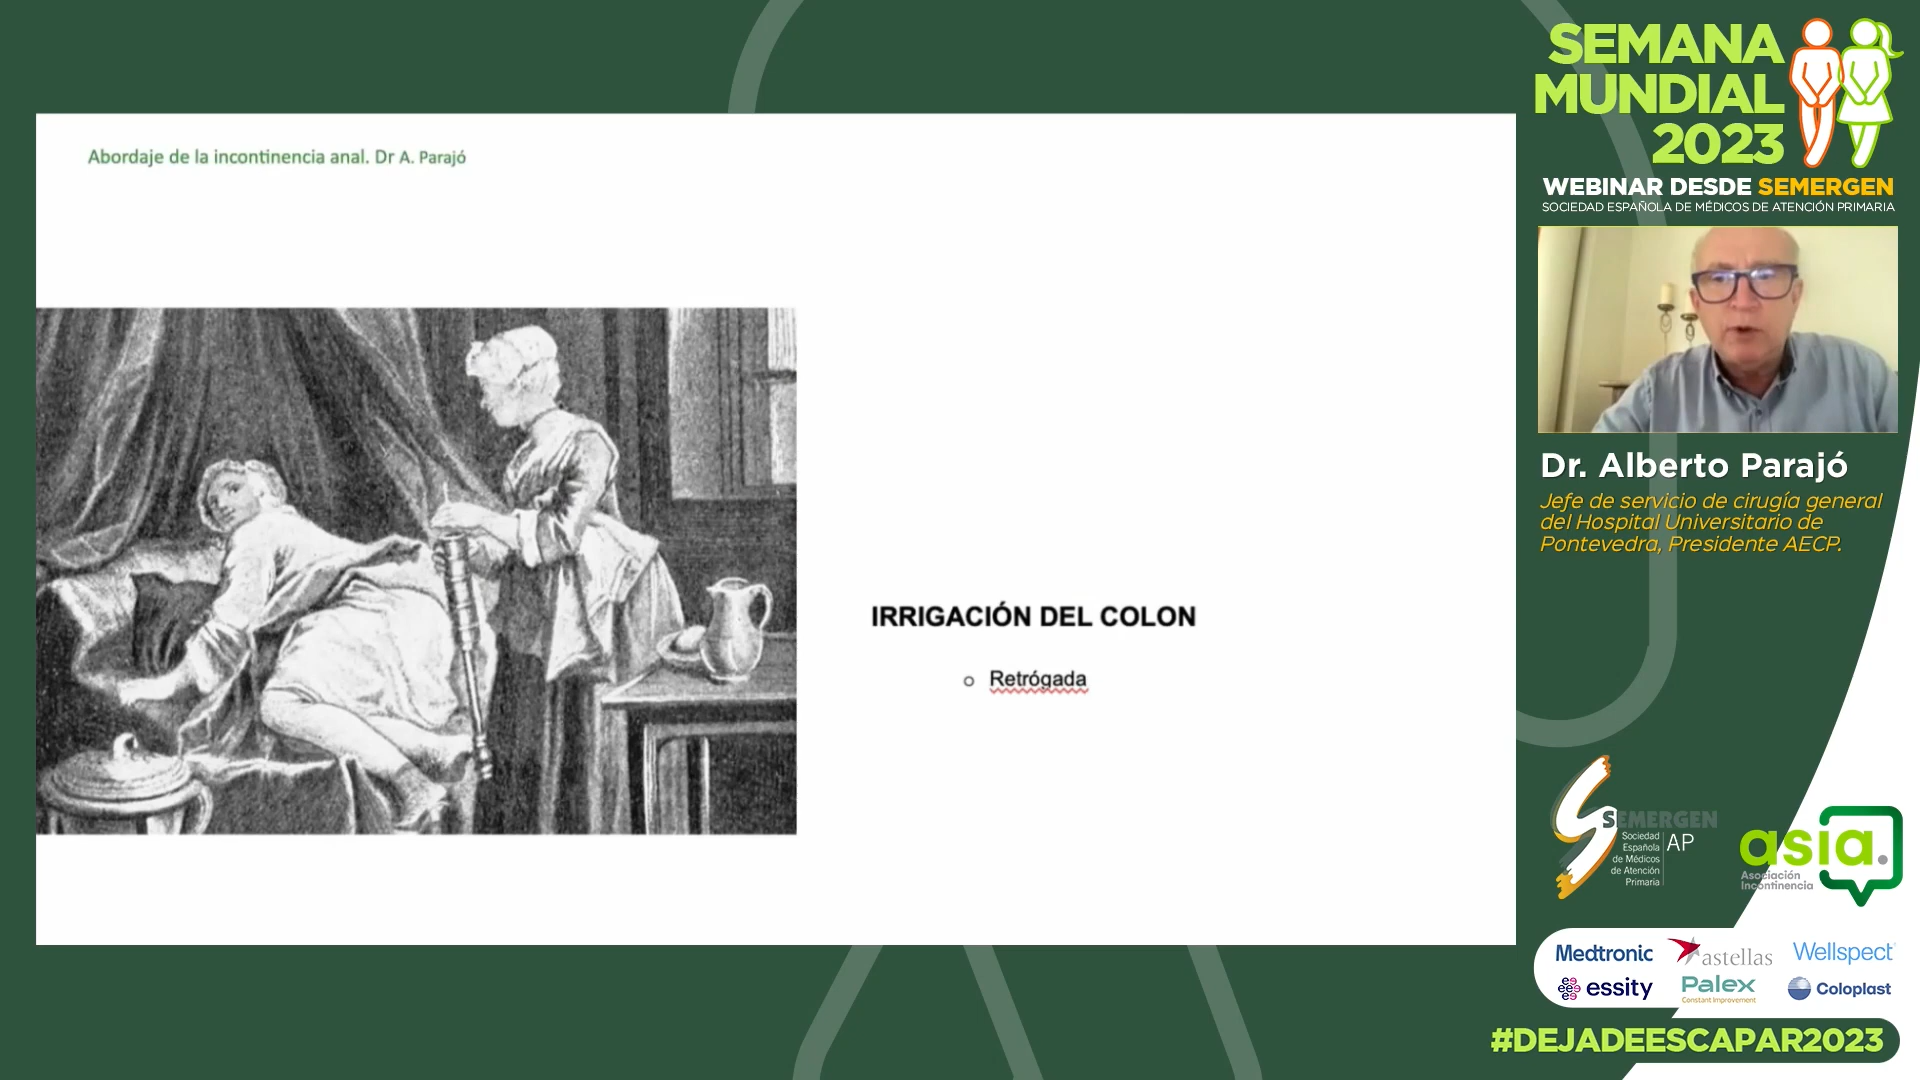 Abordaje de la incontinencia anal. Dr A. Parajó
IRRIGACIÓN DEL COLON
Retrógada
SEMANA
MUNDIAL
2023
WEBINAR DESDE SEMERGEN
SOCIEDAD ESPAÑOLA DE MÉDICOS DE ATENCIÓN PRIMARIA
Dr. Alberto Parajó
Jefe de servicio de cirugía general
del Hospital Universitario de
Pontevedra, Presidente AECP.
SEMERGEN
Sociedad
Española
de Médicos
de Atención
Primaria
AP
asia.
Asociación
Incontinencia
Medtronic
astellas
Wellspect
essity
Palex
Constant Improvement
Coloplast
#DEJADEESCAPAR2023